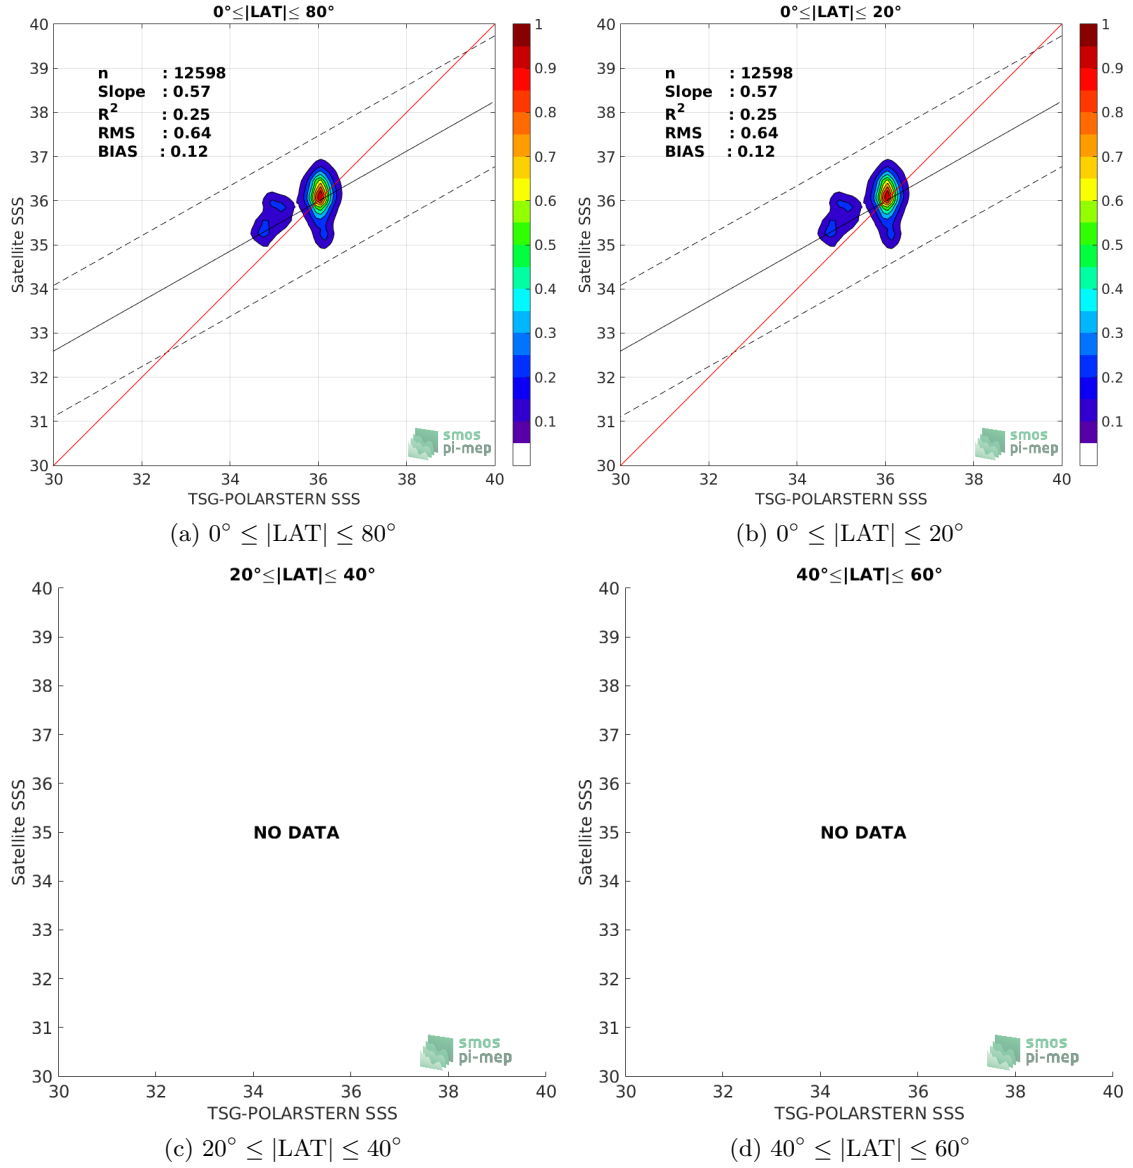 0°≤|LAT|≤ 80°
40
39
38
37
36
35
34
33
32
31
30
Satellite SSS
n : 12598
Slope : 0.57
R2 : 0.25
RMS : 0.64
BIAS : 0.12
smos
pi-mep
30 32 34 36 38 40
TSG-POLARSTERN SSS
1
0.9
0.8
0.7
0.6
0.5
0.4
0.3
0.2
0.1
(a) 0° ≤ |LAT| ≤ 80°
0°≤|LAT|≤ 20°
40
39
38
37
36
35
34
33
32
31
30
Satellite SSS
n : 12598
Slope : 0.57
R2 : 0.25
RMS : 0.64
BIAS : 0.12
smos
pi-mep
30 32 34 36 38 40
TSG-POLARSTERN SSS
1
0.9
0.8
0.7
0.6
0.5
0.4
0.3
0.2
0.1
(b) 0° ≤ |LAT| ≤ 20°
20°≤|LAT|≤ 40°
40
39
38
37
36
35
34
33
32
31
30
Satellite SSS
NO DATA
smos
pi-mep
30 32 34 36 38 40
TSG-POLARSTERN SSS
(c) 20° ≤ |LAT| ≤ 40°
40°≤|LAT|≤ 60°
40
39
38
37
36
35
34
33
32
31
30
Satellite SSS
NO DATA
smos
pi-mep
30 32 34 36 38 40
TSG-POLARSTERN SSS
(d) 40° ≤ |LAT| ≤ 60°